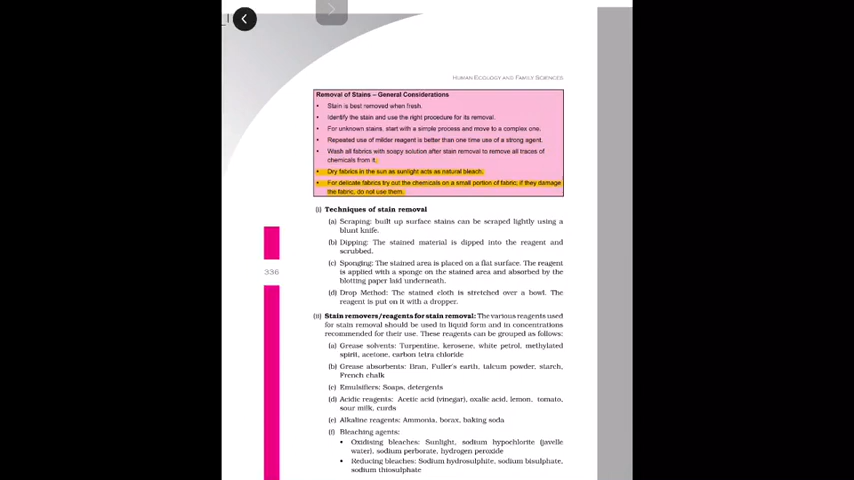 HUMAN ECOLOGY AND FAMILY SCIENCES
Removal of Stains – General Considerations
• Stain is best removed when fresh.
• Identify the stain and use the right procedure for its removal.
• For unknown stains, start with a simple process and move to a complex one.
• Repeated use of milder reagent is better than one time use of a strong agent.
• Wash all fabrics with soapy solution after stain removal to remove all traces of
chemicals from it.
• Dry fabrics in the sun as sunlight acts as natural bleach.
• For delicate fabrics try out the chemicals on a small portion of fabric; if they damage
the fabric, do not use them.
(i) Techniques of stain removal
(a) Scraping: built up surface stains can be scraped lightly using a
blunt knife.
(b) Dipping: The stained material is dipped into the reagent and
scrubbed.
(c) Sponging: The stained area is placed on a flat surface. The reagent
is applied with a sponge on the stained area and absorbed by the
blotting paper laid underneath.
(d) Drop Method: The stained cloth is stretched over a bowl. The
reagent is put on it with a dropper.
336
(ii) Stain removers/reagents for stain removal: The various reagents used
for stain removal should be used in liquid form and in concentrations
recommended for their use. These reagents can be grouped as follows:
(a) Grease solvents: Turpentine, kerosene, white petrol, methylated
spirit, acetone, carbon tetra chloride
(b) Grease absorbents: Bran, Fuller's earth, talcum powder, starch,
French chalk
(c) Emulsifiers: Soaps, detergents
(d) Acidic reagents: Acetic acid (vinegar), oxalic acid, lemon, tomato,
sour milk, curds
(e) Alkaline reagents: Ammonia, borax, baking soda
(f) Bleaching agents:
• Oxidising bleaches: Sunlight, sodium hypochlorite (javelle
water), sodium perborate, hydrogen peroxide
• Reducing bleaches: Sodium hydrosulphite, sodium bisulphate,
sodium thiosulphate